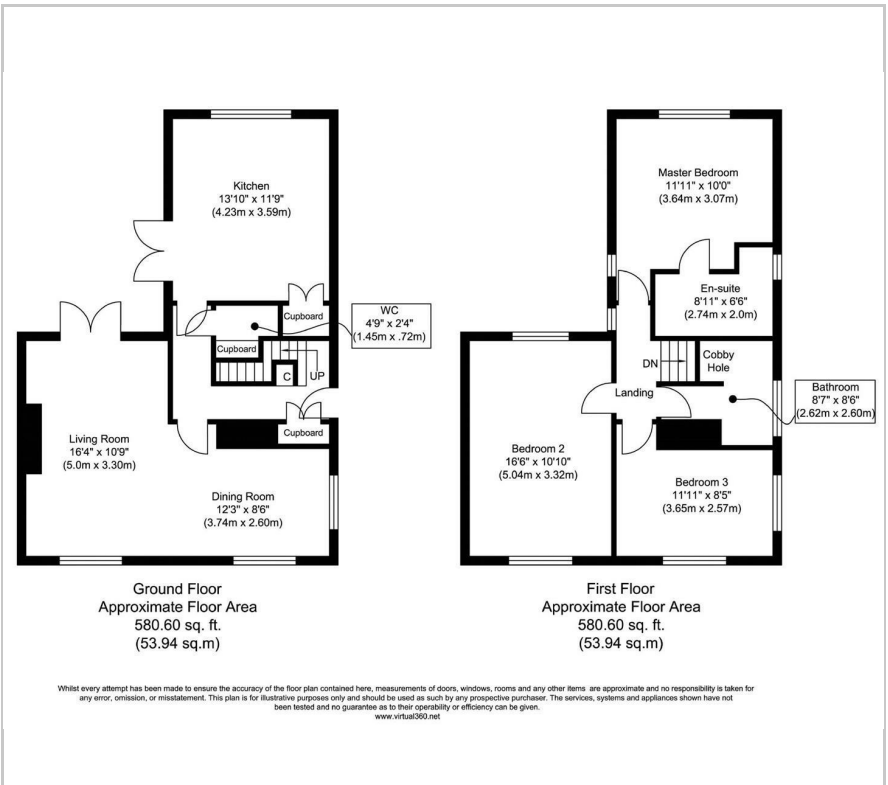 Kitchen
13'10" x 11'9"
(4.23m x 3.59m)
Cupboard
WC
4'9" x 2'4"
(1.45m x .72m)
Cupboard
C
UP
Cupboard
Living Room
16'4" x 10'9"
(5.0m x 3.30m)
Dining Room
12'3" x 8'6"
(3.74m x 2.60m)
Ground Floor
Approximate Floor Area
580.60 sq. ft.
(53.94 sq.m)
Master Bedroom
11'11" x 10'0"
(3.64m x 3.07m)
En-suite
8'11" x 6'6"
(2.74m x 2.0m)
DN
Cobby
Hole
Landing
Bathroom
8'7" x 8'6"
(2.62m x 2.60m)
Bedroom 2
16'6" x 10'10"
(5.04m x 3.32m)
Bedroom 3
11'11" x 8'5"
(3.65m x 2.57m)
First Floor
Approximate Floor Area
580.60 sq. ft.
(53.94 sq.m)
Whilst every attempt has been made to ensure the accuracy of the floor plan contained here, measurements of doors, windows, rooms and any other items are approximate and no responsibility is taken for
any error, omission, or misstatement. This plan is for illustrative purposes only and should be used as such by any prospective purchaser. The services, systems and appliances shown have not
been tested and no guarantee as to their operability or efficiency can be given.
www.virtual360.net